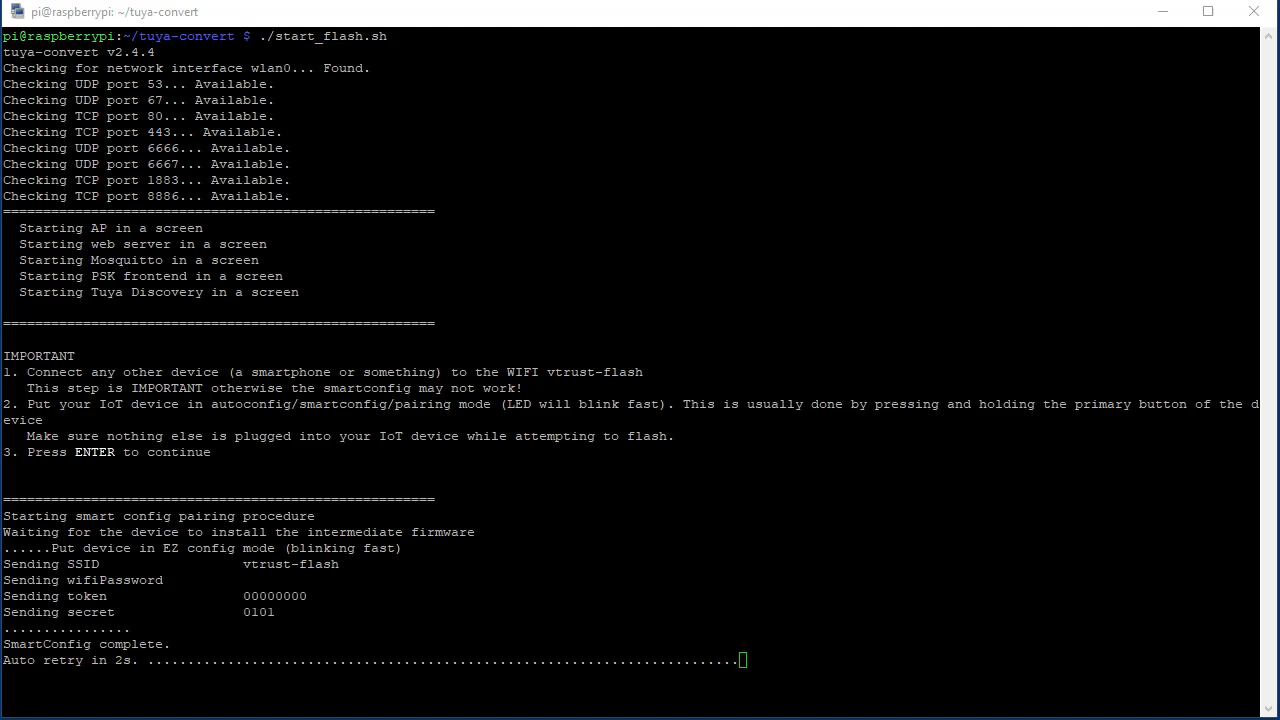 pi@raspberrypi: ~/tuya-convert
pi@raspberrypi:~/tuya-convert $ ./start_flash.sh
tuya-convert v2.4.4
Checking for network interface wlan0... Found.
Checking UDP port 53... Available.
Checking UDP port 67... Available.
Checking TCP port 80... Available.
Checking TCP port 443... Available.
Checking UDP port 6666... Available.
Checking UDP port 6667... Available.
Checking TCP port 1883... Available.
Checking TCP port 8886... Available.
======================================================
  Starting AP in a screen
  Starting web server in a screen
  Starting Mosquitto in a screen
  Starting PSK frontend in a screen
  Starting Tuya Discovery in a screen
======================================================
IMPORTANT
1. Connect any other device (a smartphone or something) to the WIFI vtrust-flash
   This step is IMPORTANT otherwise the smartconfig may not work!
2. Put your IoT device in autoconfig/smartconfig/pairing mode (LED will blink fast). This is usually done by pressing and holding the primary button of the d
evice
   Make sure nothing else is plugged into your IoT device while attempting to flash.
3. Press ENTER to continue
======================================================
Starting smart config pairing procedure
Waiting for the device to install the intermediate firmware
......Put device in EZ config mode (blinking fast)
Sending SSID                  vtrust-flash
Sending wifiPassword
Sending token                 00000000
Sending secret                0101
................
SmartConfig complete.
Auto retry in 2s. ..........................................................................